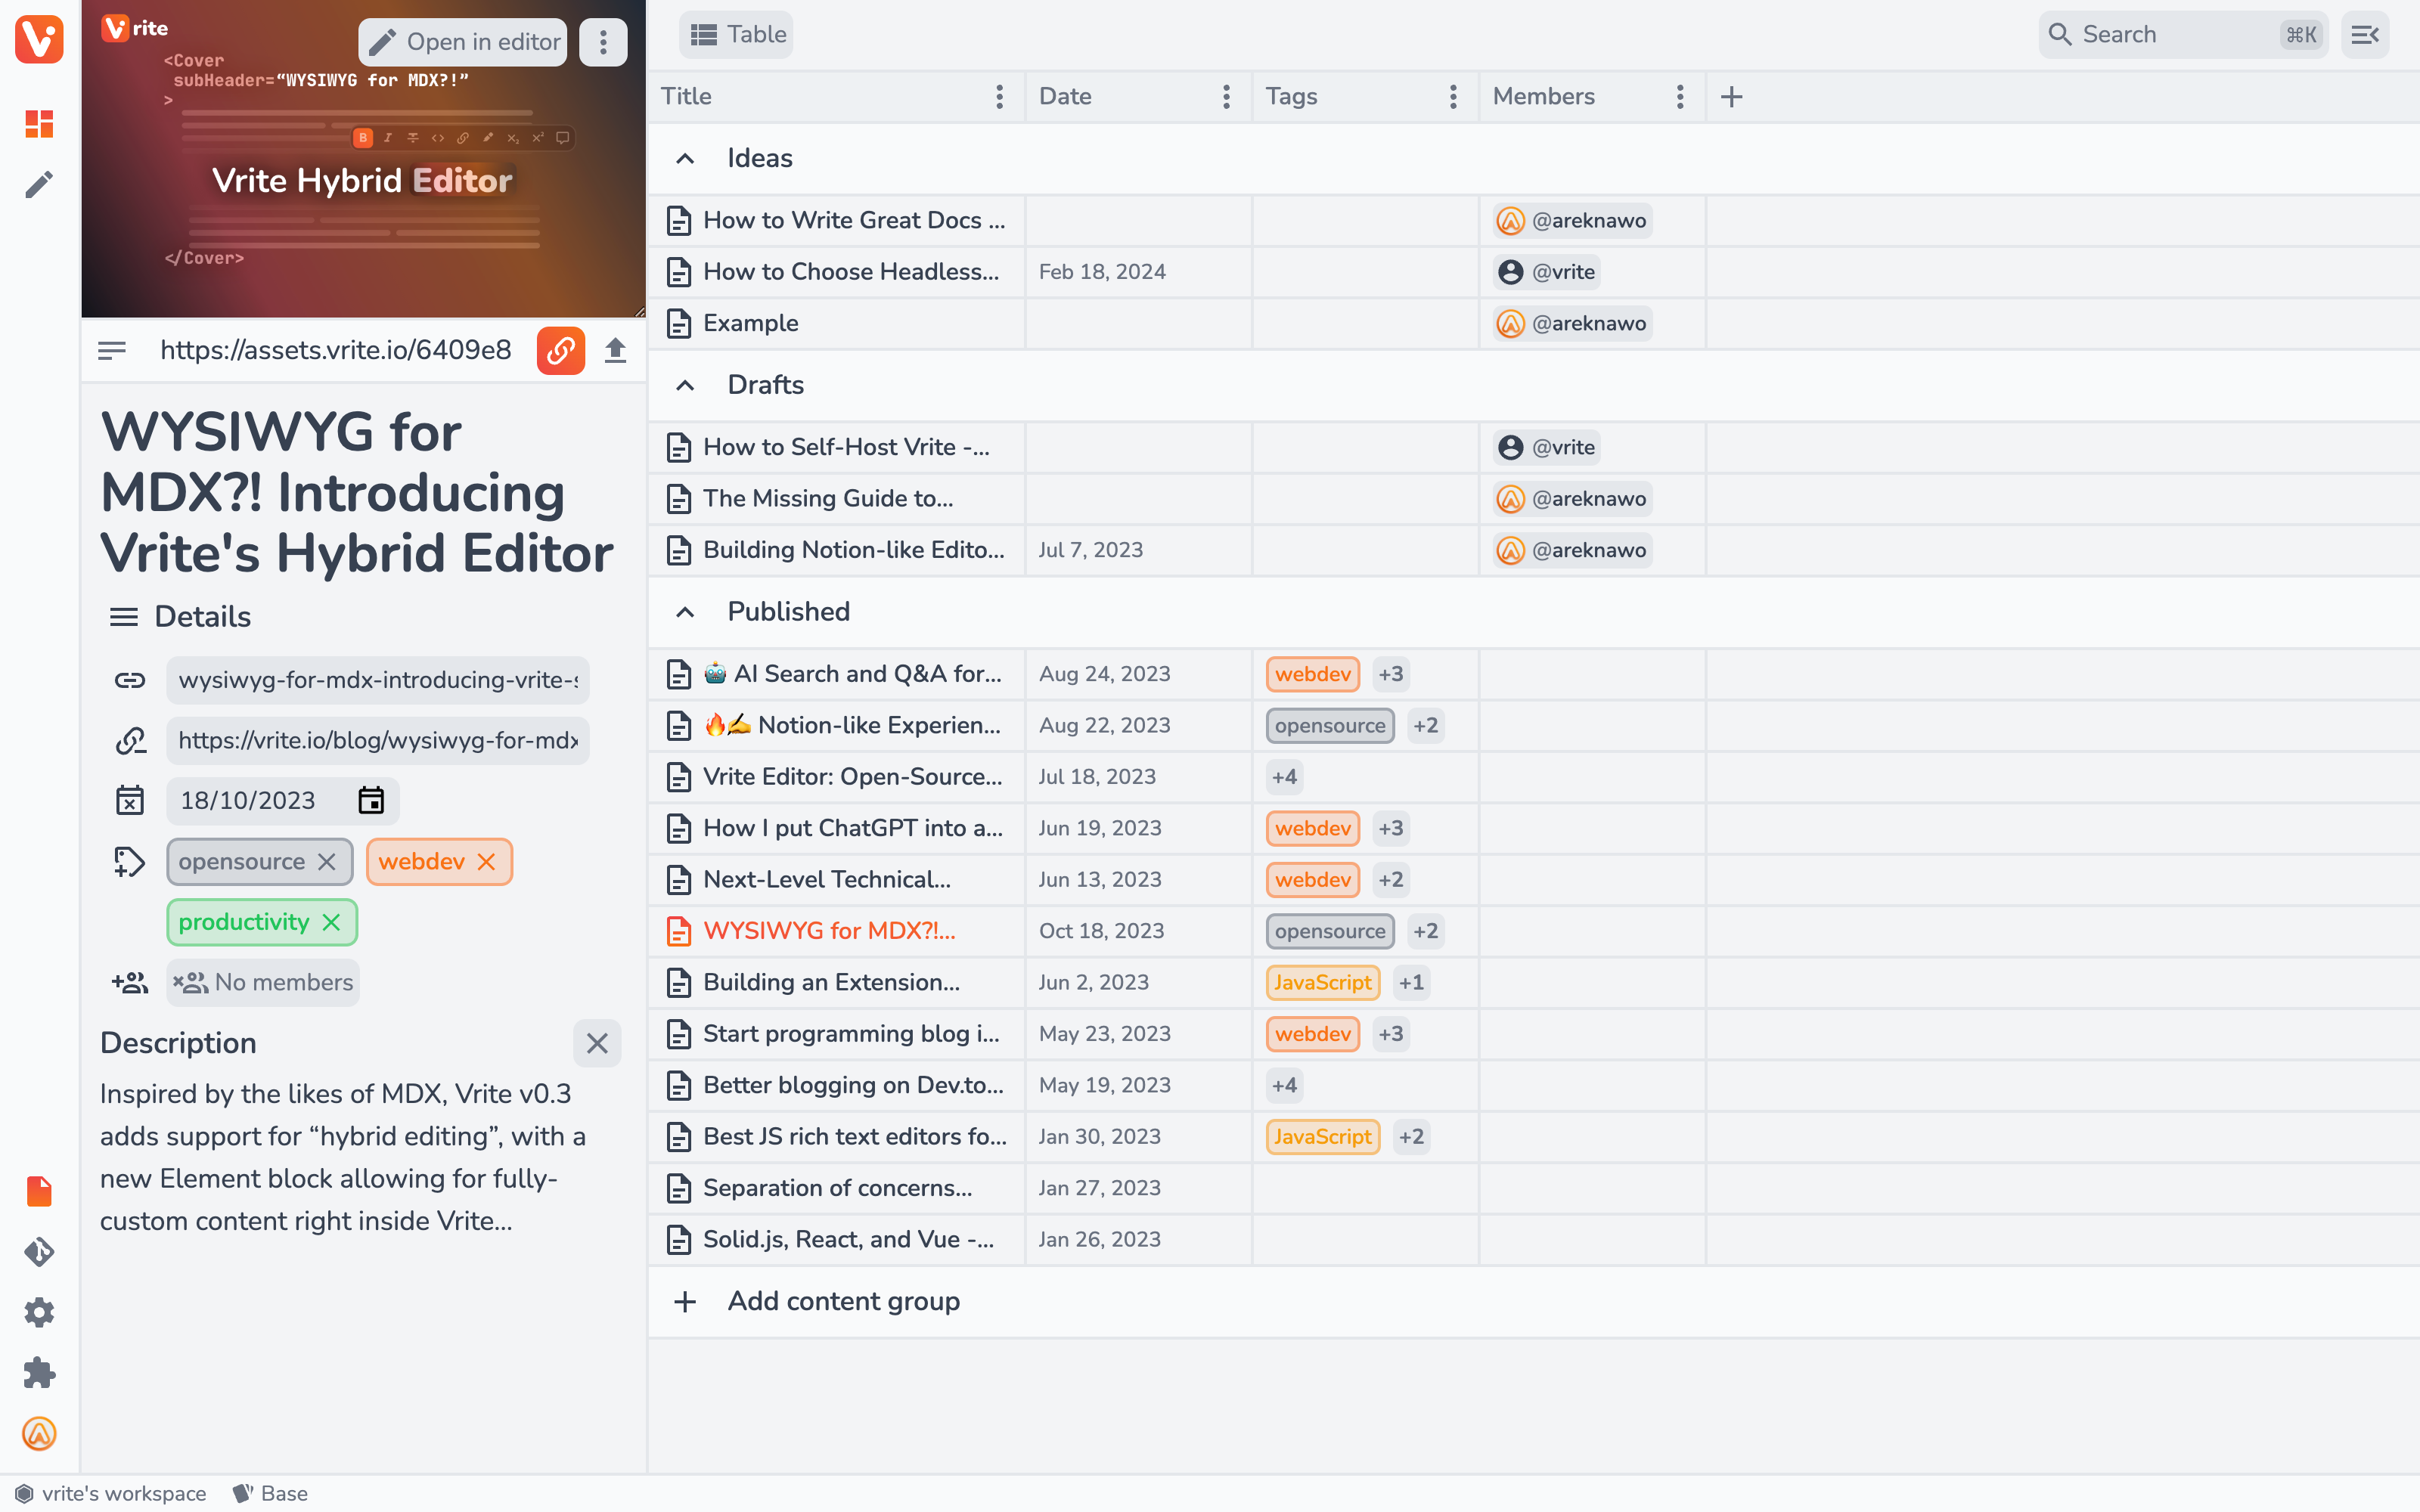 rite
Open in editor
<Cover
subHeader=“WYSIWYG for MDX?!”
>
B I T <> X₂ X²
Vrite Hybrid Editor
</Cover>
https://assets.vrite.io/6409e8
WYSIWYG for
MDX?! Introducing
Vrite's Hybrid Editor
Details
wysiwyg-for-mdx-introducing-vrite-s
https://vrite.io/blog/wysiwyg-for-mdx
18/10/2023
opensource webdev
productivity
No members
Description
Inspired by the likes of MDX, Vrite v0.3
adds support for “hybrid editing”, with a
new Element block allowing for fully-
custom content right inside Vrite...
Table
Search ⌘K
Title Date Tags Members
Ideas
How to Write Great Docs ... @areknawo
How to Choose Headless... Feb 18, 2024 @vrite
Example @areknawo
Drafts
How to Self-Host Vrite -... @vrite
The Missing Guide to... @areknawo
Building Notion-like Edito... Jul 7, 2023 @areknawo
Published
🤖 AI Search and Q&A for... Aug 24, 2023 webdev +3
🔥✍️ Notion-like Experien... Aug 22, 2023 opensource +2
Vrite Editor: Open-Source... Jul 18, 2023 +4
How I put ChatGPT into a... Jun 19, 2023 webdev +3
Next-Level Technical... Jun 13, 2023 webdev +2
WYSIWYG for MDX?!... Oct 18, 2023 opensource +2
Building an Extension... Jun 2, 2023 JavaScript +1
Start programming blog i... May 23, 2023 webdev +3
Better blogging on Dev.to... May 19, 2023 +4
Best JS rich text editors fo... Jan 30, 2023 JavaScript +2
Separation of concerns... Jan 27, 2023
Solid.js, React, and Vue -... Jan 26, 2023
Add content group
vrite's workspace Base